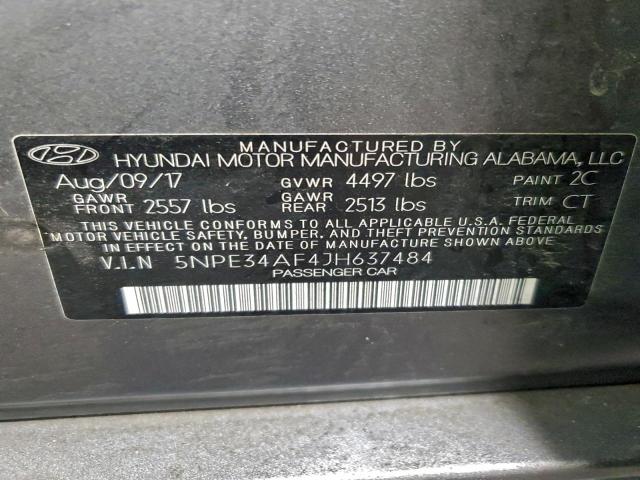 MANUFACTURED BY
HYUNDAI MOTOR MANUFACTURING ALABAMA, LLC
Aug/09/17 GVWR 4497 lbs PAINT 2C
GAWR FRONT 2557 lbs GAWR REAR 2513 lbs TRIM CT
THIS VEHICLE CONFORMS TO ALL APPLICABLE U.S.A. FEDERAL
MOTOR VEHICLE SAFETY, BUMPER, AND THEFT PREVENTION STANDARDS
IN EFFECT ON THE DATE OF MANUFACTURE SHOWN ABOVE
V.I.N 5NPE34AF4JH637484
PASSENGER CAR